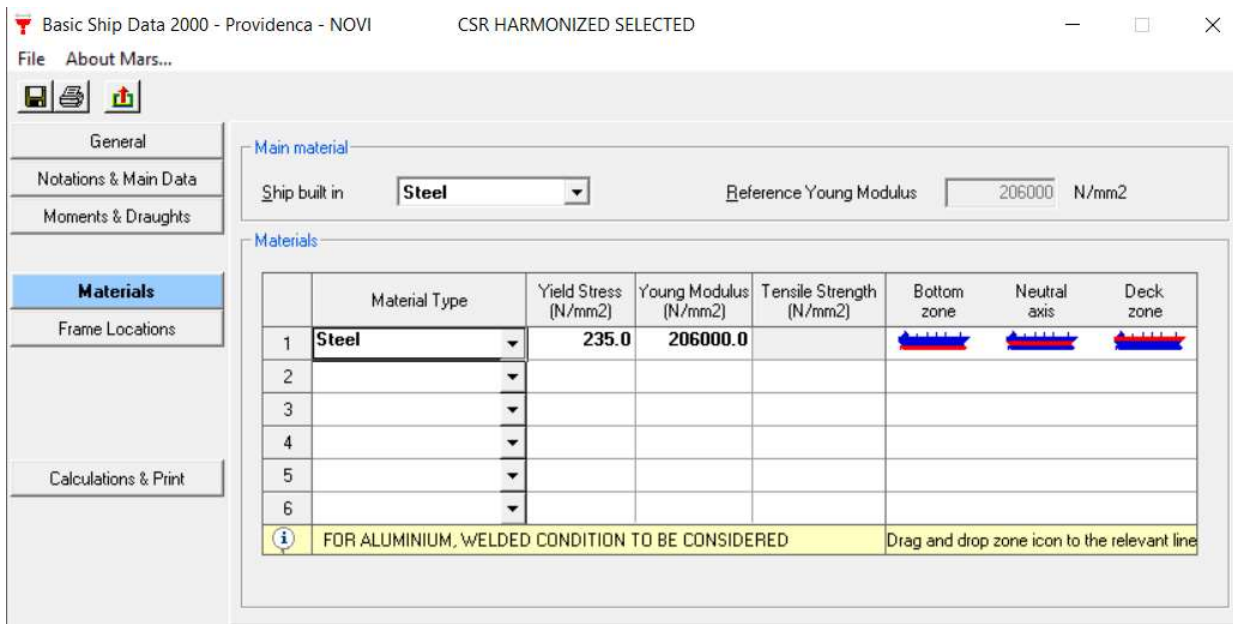 Basic Ship Data 2000 - Providenca - NOVI CSR HARMONIZED SELECTED
File About Mars...
General
Notations & Main Data
Moments & Draughts
Materials
Frame Locations
Calculations & Print
Main material
Ship built in Steel Reference Young Modulus 206000 N/mm2
Materials
Material Type Yield Stress (N/mm2) Young Modulus (N/mm2) Tensile Strength (N/mm2) Bottom zone Neutral axis Deck zone
1 Steel 235.0 206000.0
2
3
4
5
6
FOR ALUMINIUM, WELDED CONDITION TO BE CONSIDERED Drag and drop zone icon to the relevant line